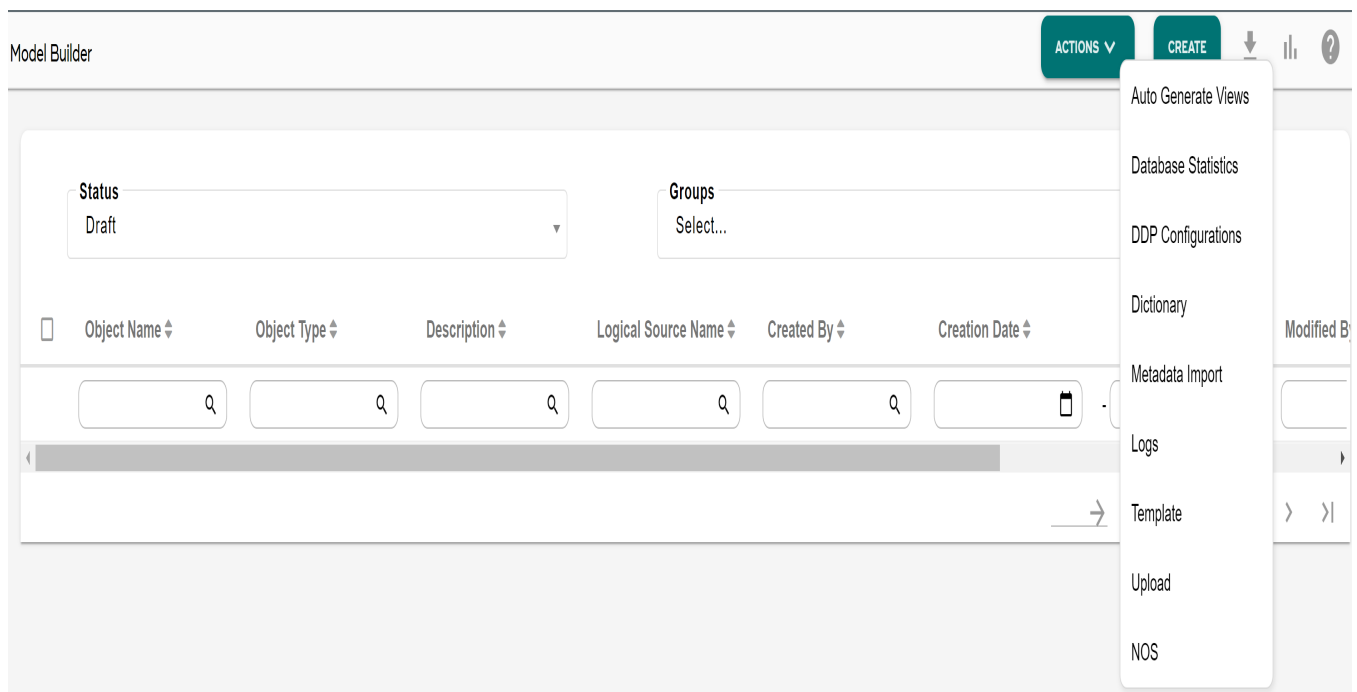 Model Builder
ACTIONS
CREATE
Auto Generate Views
Database Statistics
DDP Configurations
Dictionary
Metadata Import
Logs
Template
Upload
NOS
Status
Draft
Groups
Select...
Object Name
Object Type
Description
Logical Source Name
Created By
Creation Date
Modified By
-